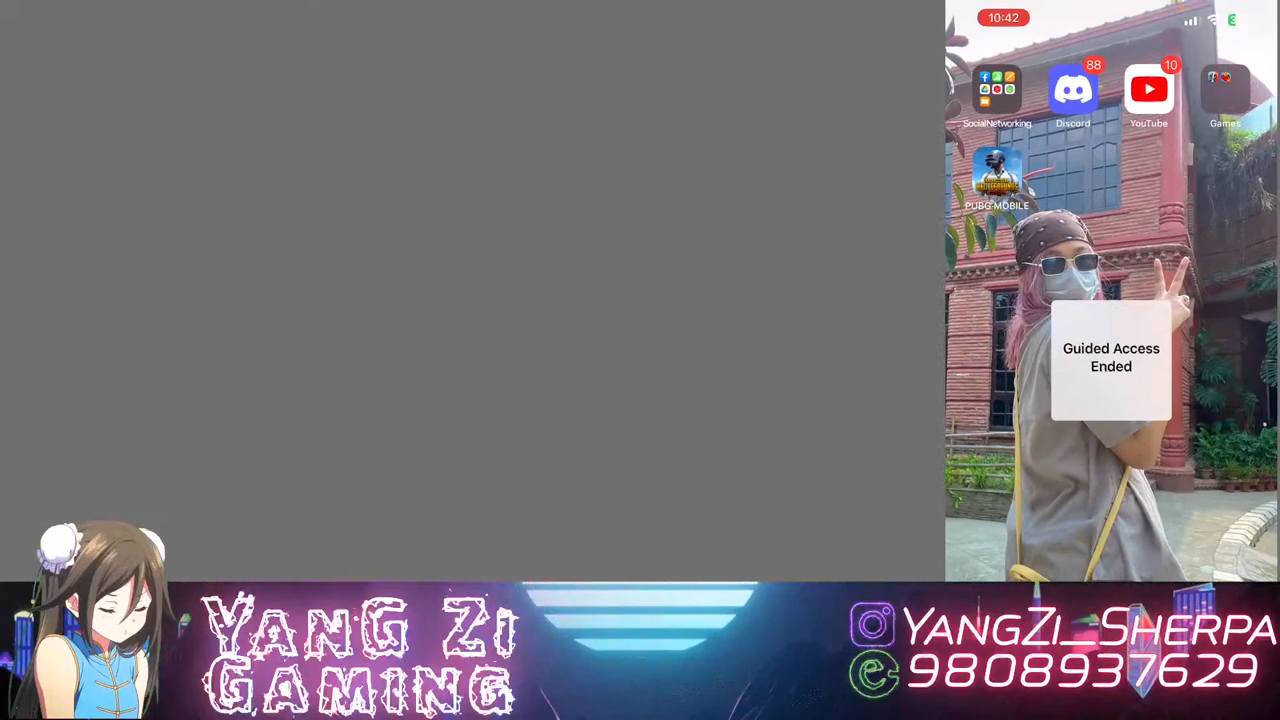 10:42
88
10
SocialNetworking
Discord
YouTube
Games
PUBG MOBILE
Guided Access
Ended
YANG ZI
GAMING
YANGZI_SHERPA
9808937629